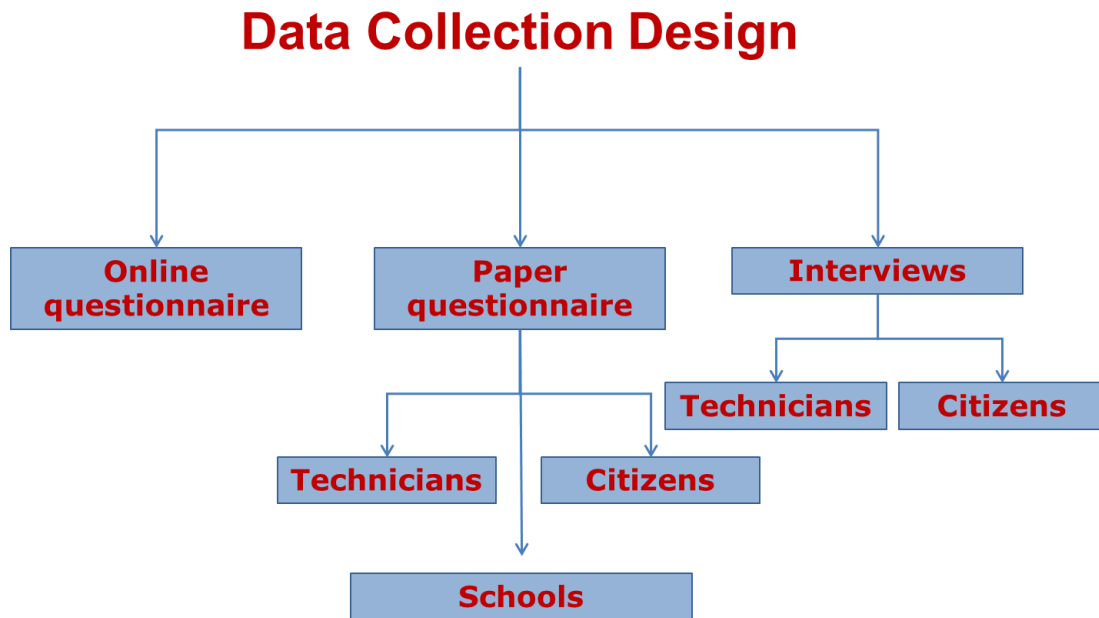 Data Collection Design
Online
questionnaire
Paper
questionnaire
Interviews
Technicians
Citizens
Technicians
Citizens
Schools